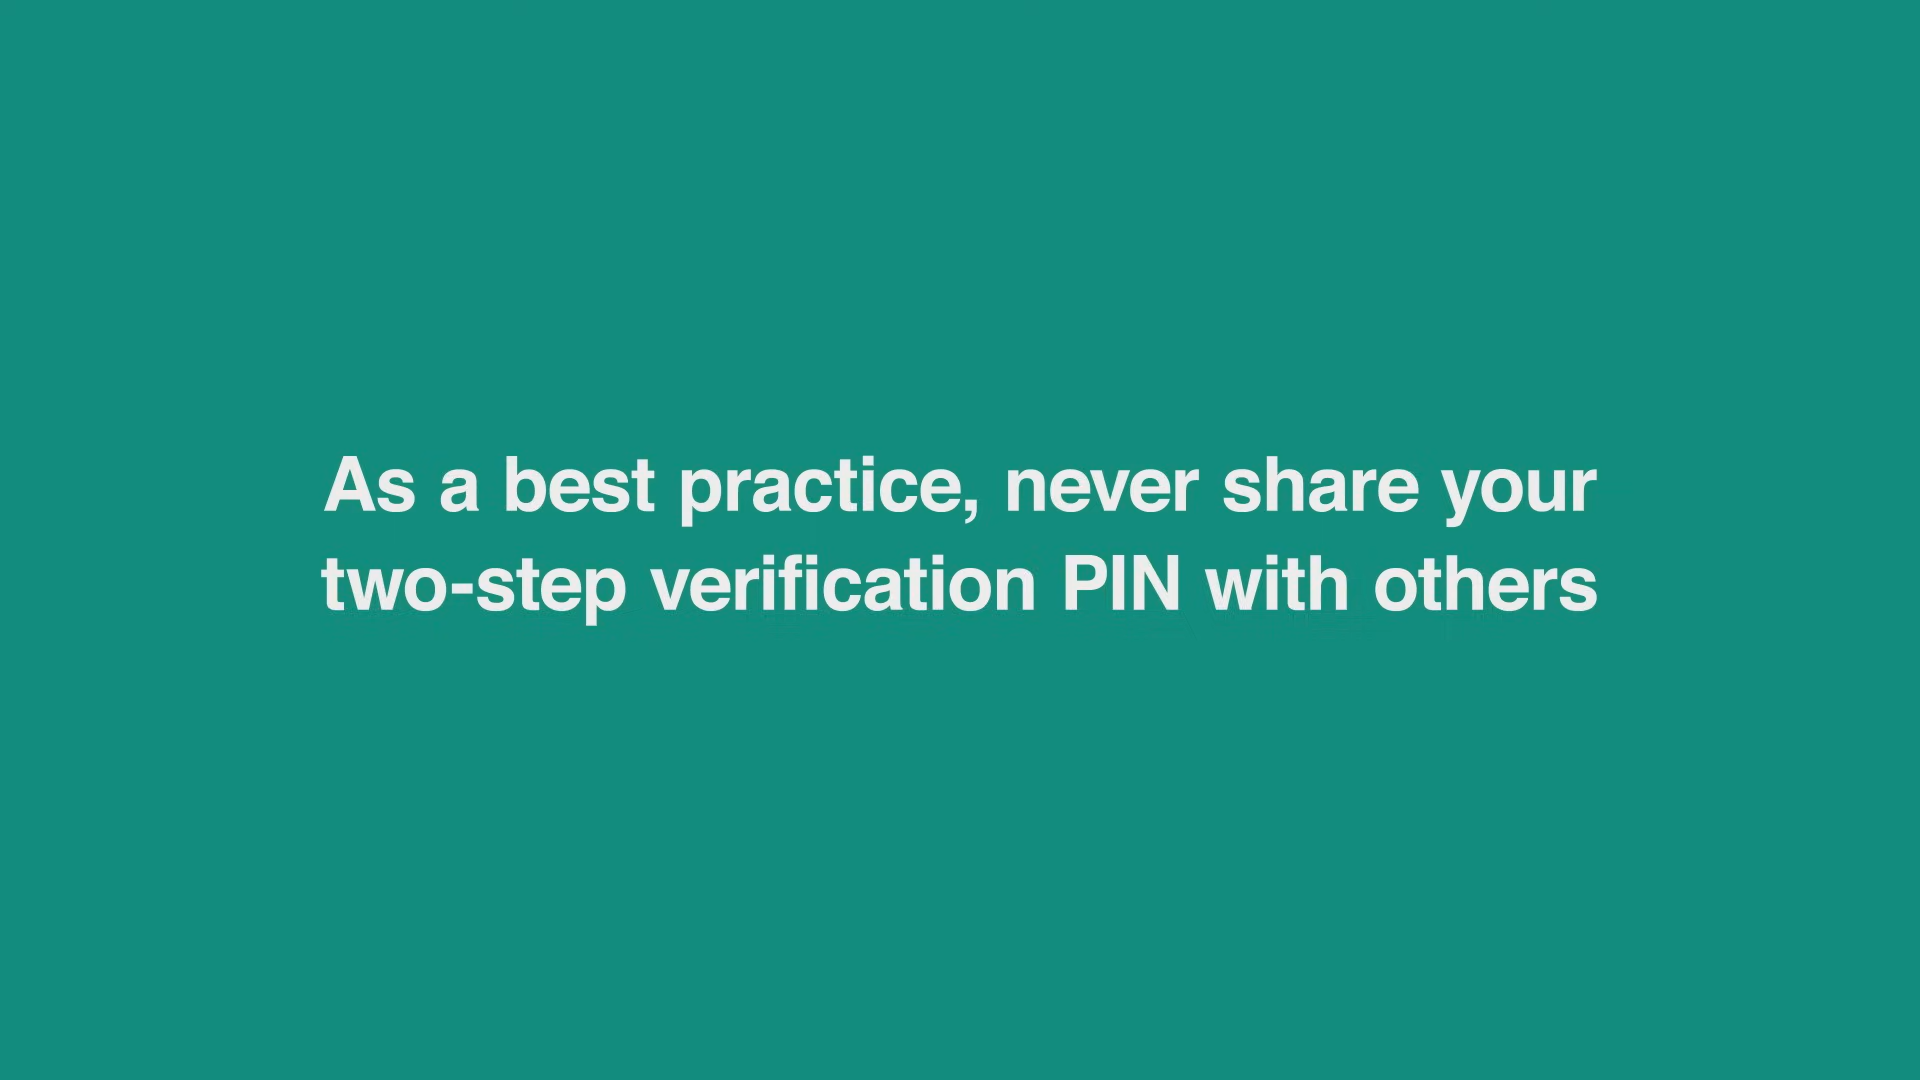 As a best practice, never share your
two-step verification PIN with others